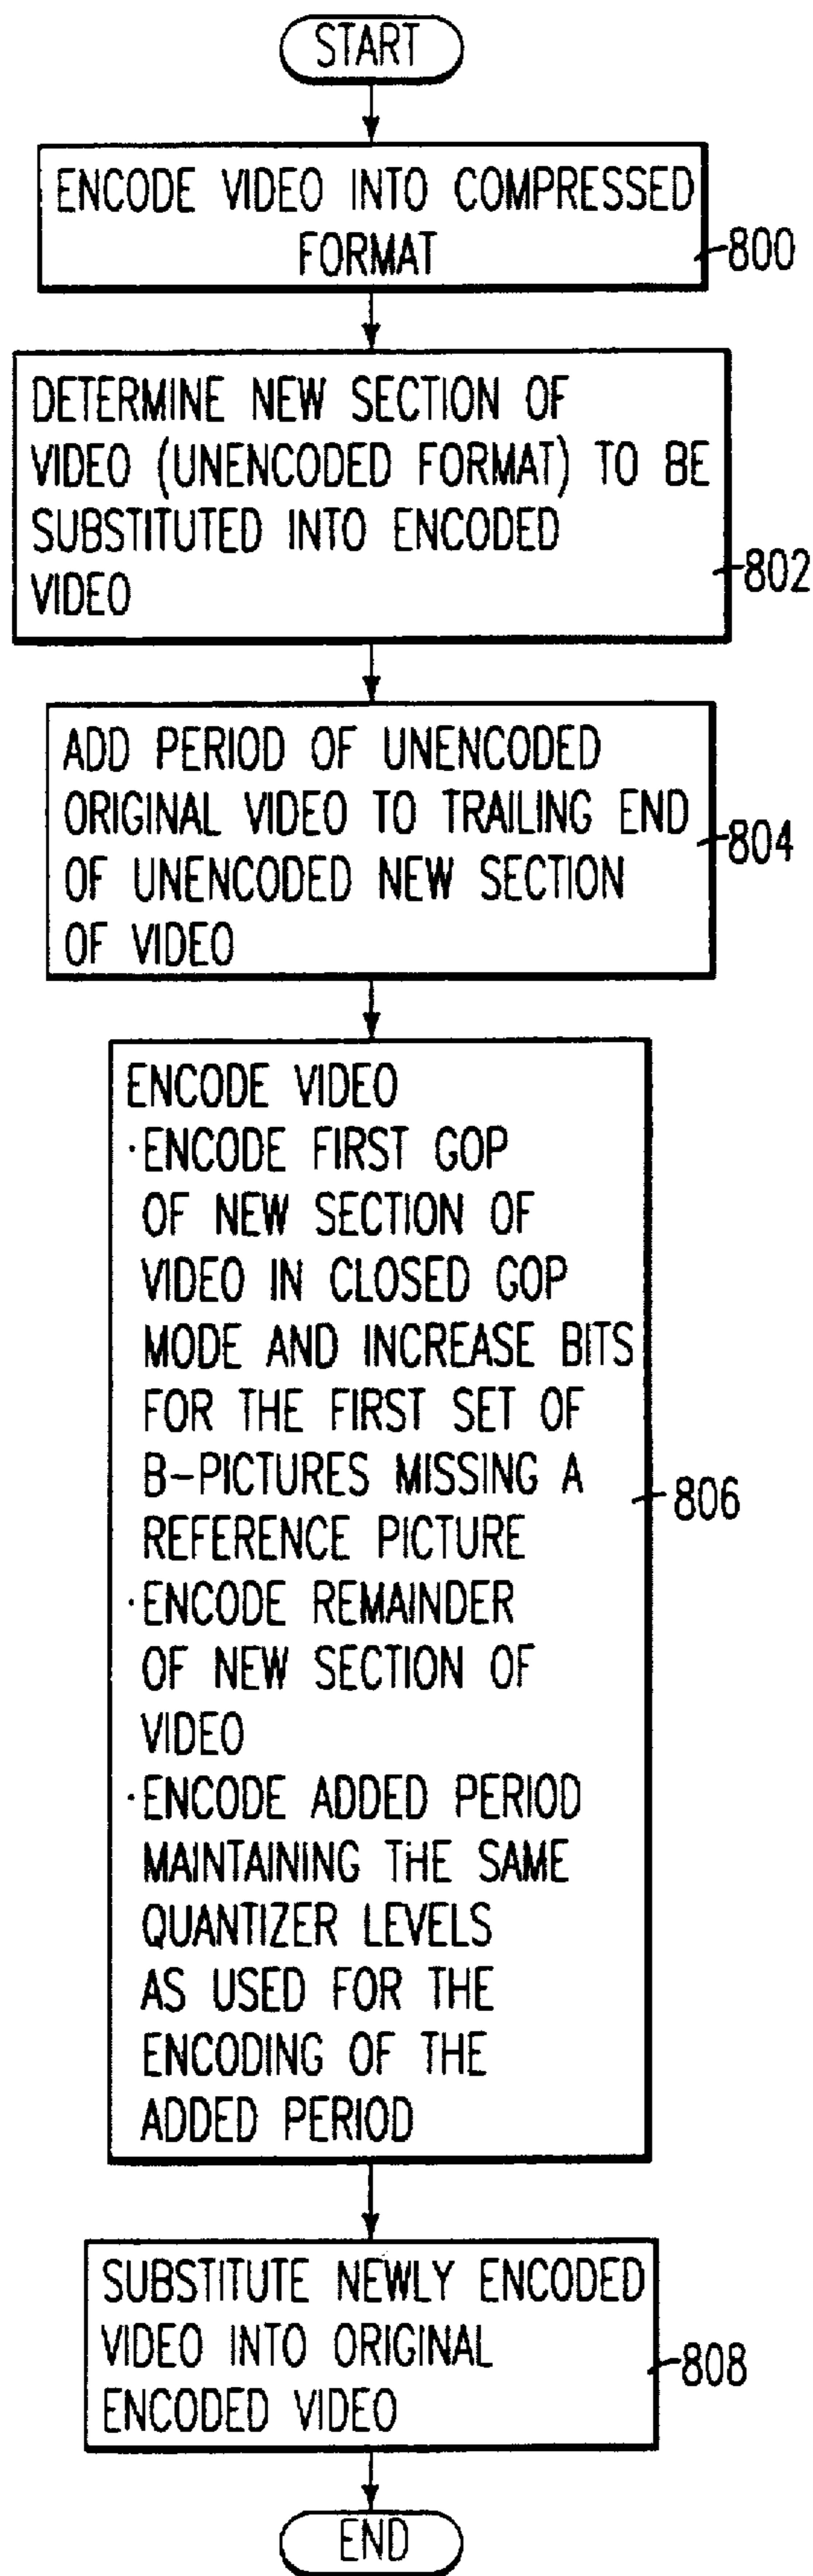 START
ENCODE VIDEO INTO COMPRESSED
FORMAT
800
DETERMINE NEW SECTION OF
VIDEO (UNENCODED FORMAT) TO BE
SUBSTITUTED INTO ENCODED
VIDEO
802
ADD PERIOD OF UNENCODED
ORIGINAL VIDEO TO TRAILING END
OF UNENCODED NEW SECTION
OF VIDEO
804
ENCODE VIDEO
·ENCODE FIRST GOP
OF NEW SECTION OF
VIDEO IN CLOSED GOP
MODE AND INCREASE BITS
FOR THE FIRST SET OF
B-PICTURES MISSING A
REFERENCE PICTURE
·ENCODE REMAINDER
OF NEW SECTION OF
VIDEO
·ENCODE ADDED PERIOD
MAINTAINING THE SAME
QUANTIZER LEVELS
AS USED FOR THE
ENCODING OF THE
ADDED PERIOD
806
SUBSTITUTE NEWLY ENCODED
VIDEO INTO ORIGINAL
ENCODED VIDEO
808
END